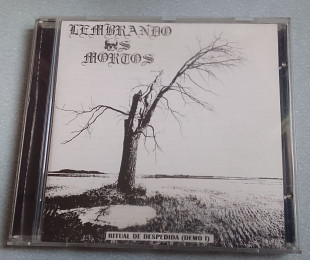 LEMBRANDO
OS
MORTOS
RITUAL DE DESPEDIDA (DEMO I)